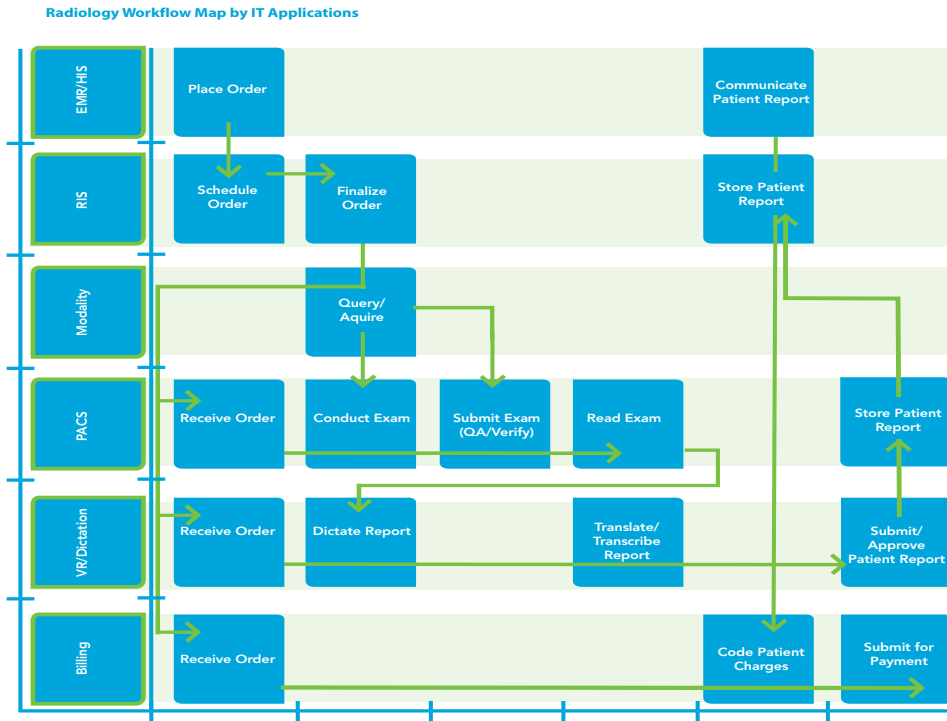 Radiology Workflow Map by IT Applications
EMR/HIS
Place Order
Communicate
Patient Report
RIS
Schedule
Order
Finalize
Order
Store Patient
Report
Modality
Query/
Aquire
PACS
Receive Order
Conduct Exam
Submit Exam
(QA/Verify)
Read Exam
Store Patient
Report
VR/Dictation
Receive Order
Dictate Report
Translate/
Transcribe
Report
Submit/
Approve
Patient Report
Billing
Receive Order
Code Patient
Charges
Submit for
Payment